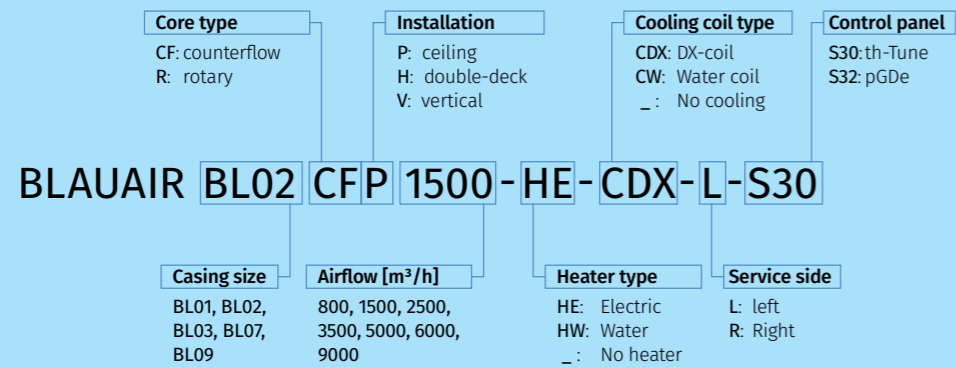 Core type
CF: counterflow
R: rotary
Installation
P: ceiling
H: double-deck
V: vertical
Cooling coil type
CDX: DX-coil
CW: Water coil
_ : No cooling
Control panel
S30: th-Tune
S32: pGDe
BLAUAIR BL02 CFP 1500-HE-CDX-L-S30
Casing size
BL01, BL02,
BL03, BL07,
BL09
Airflow [m³/h]
800, 1500, 2500,
3500, 5000, 6000,
9000
Heater type
HE: Electric
HW: Water
_ : No heater
Service side
L: left
R: Right